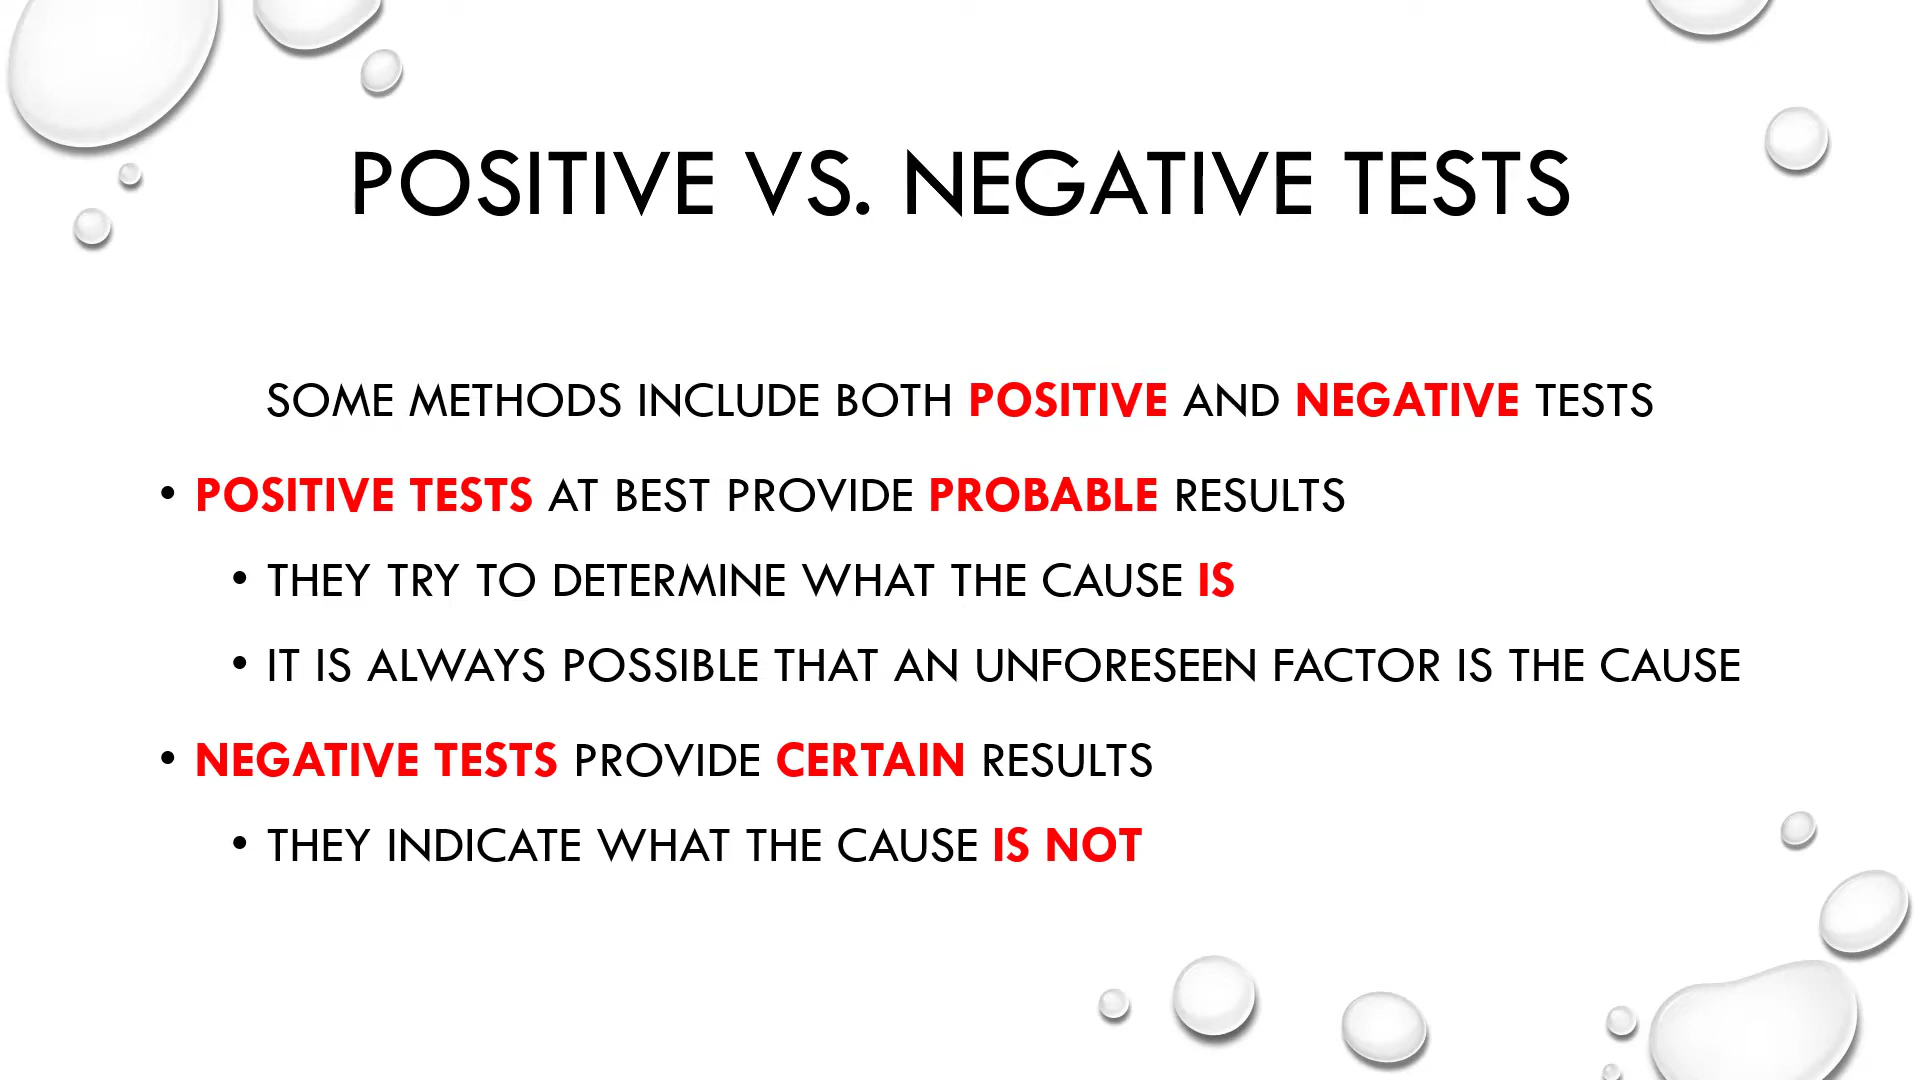 POSITIVE VS. NEGATIVE TESTS
SOME METHODS INCLUDE BOTH POSITIVE AND NEGATIVE TESTS
• POSITIVE TESTS AT BEST PROVIDE PROBABLE RESULTS
• THEY TRY TO DETERMINE WHAT THE CAUSE IS
• IT IS ALWAYS POSSIBLE THAT AN UNFORESEEN FACTOR IS THE CAUSE
• NEGATIVE TESTS PROVIDE CERTAIN RESULTS
• THEY INDICATE WHAT THE CAUSE IS NOT